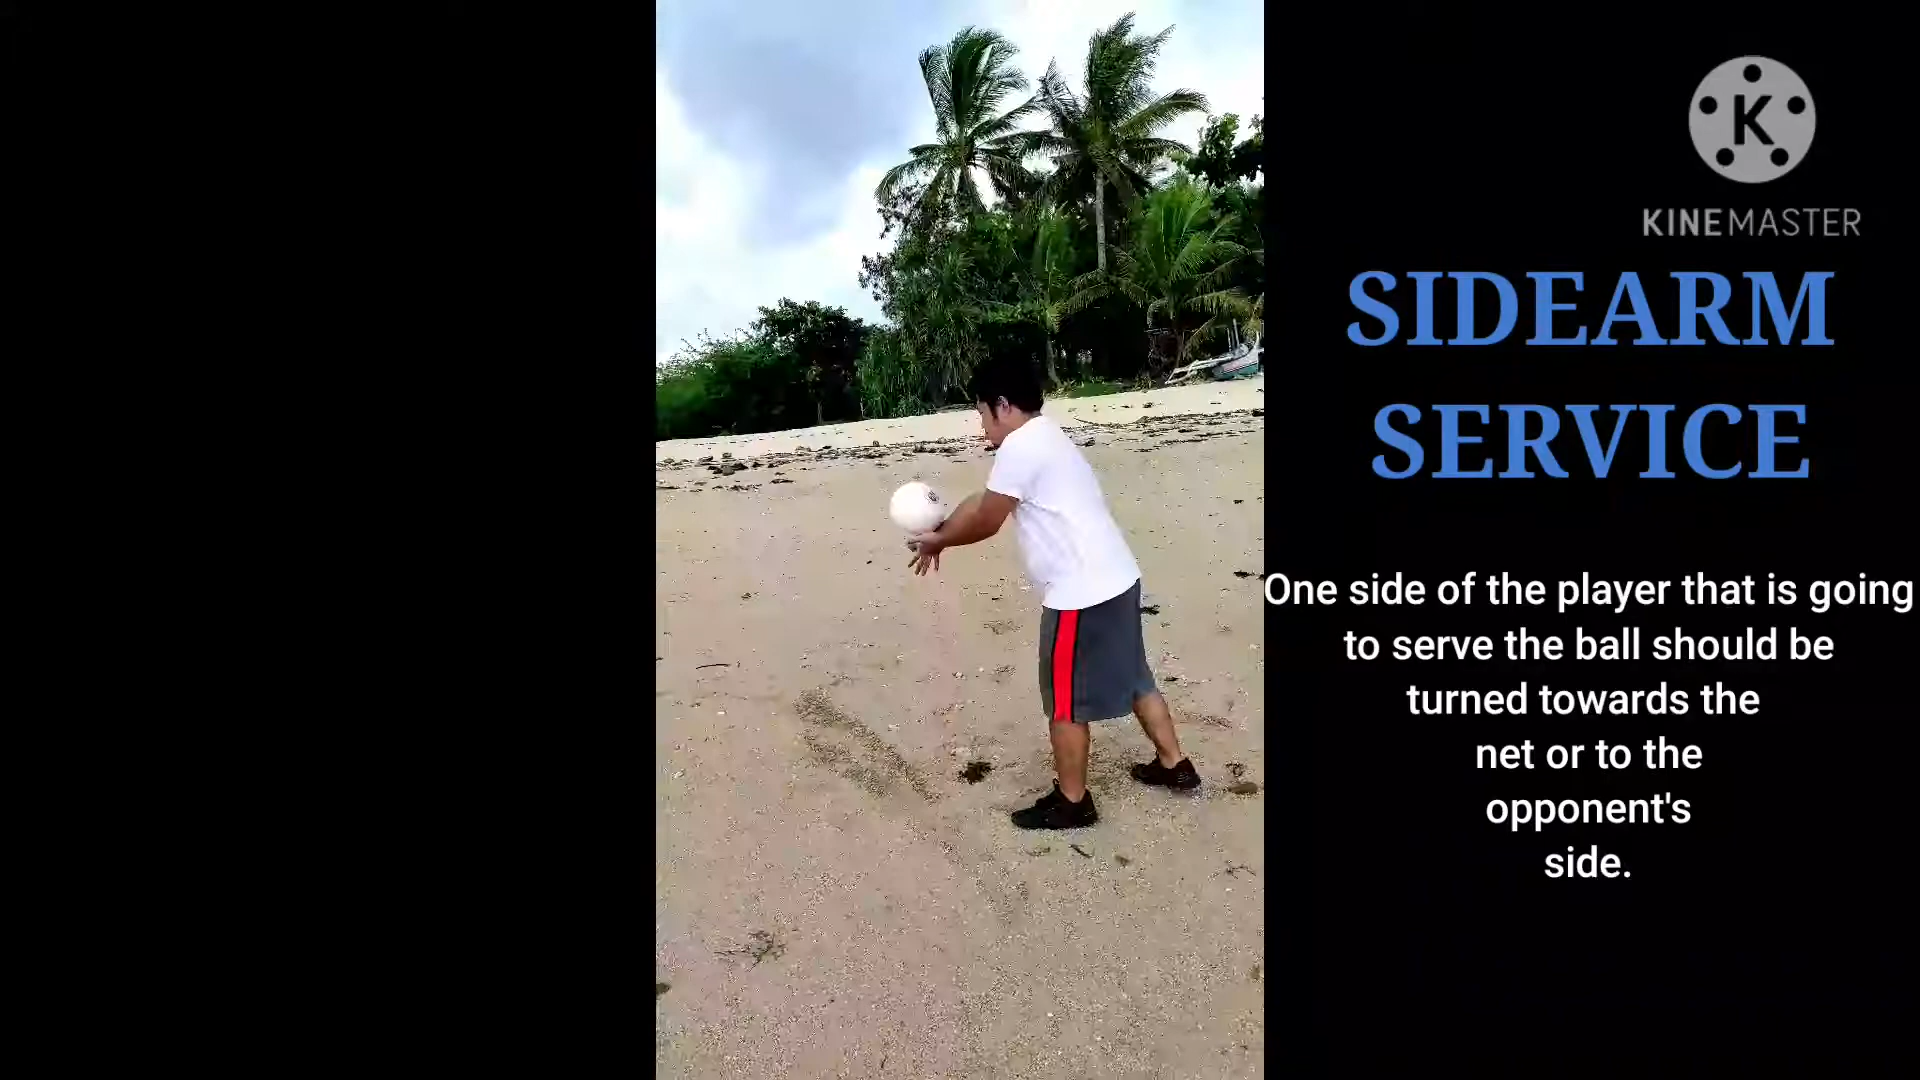 K
KINEMASTER
SIDEARM
SERVICE
One side of the player that is going
to serve the ball should be
turned towards the
net or to the
opponent's
side.